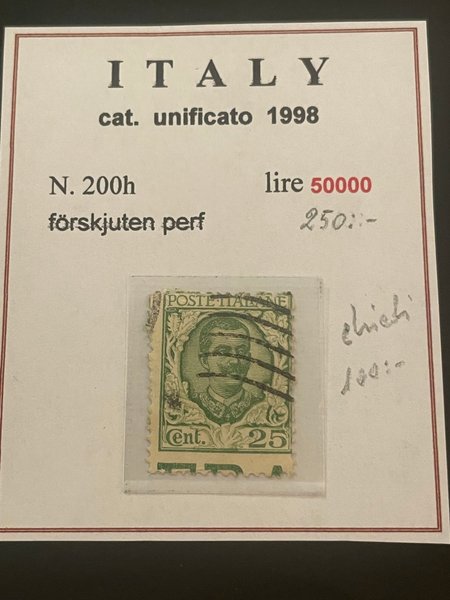 ITALY
cat. unificato 1998
N. 200h
lire 50000
förskjuten perf
250:-
POSTE ITALIANE
Cent. 25
100:-